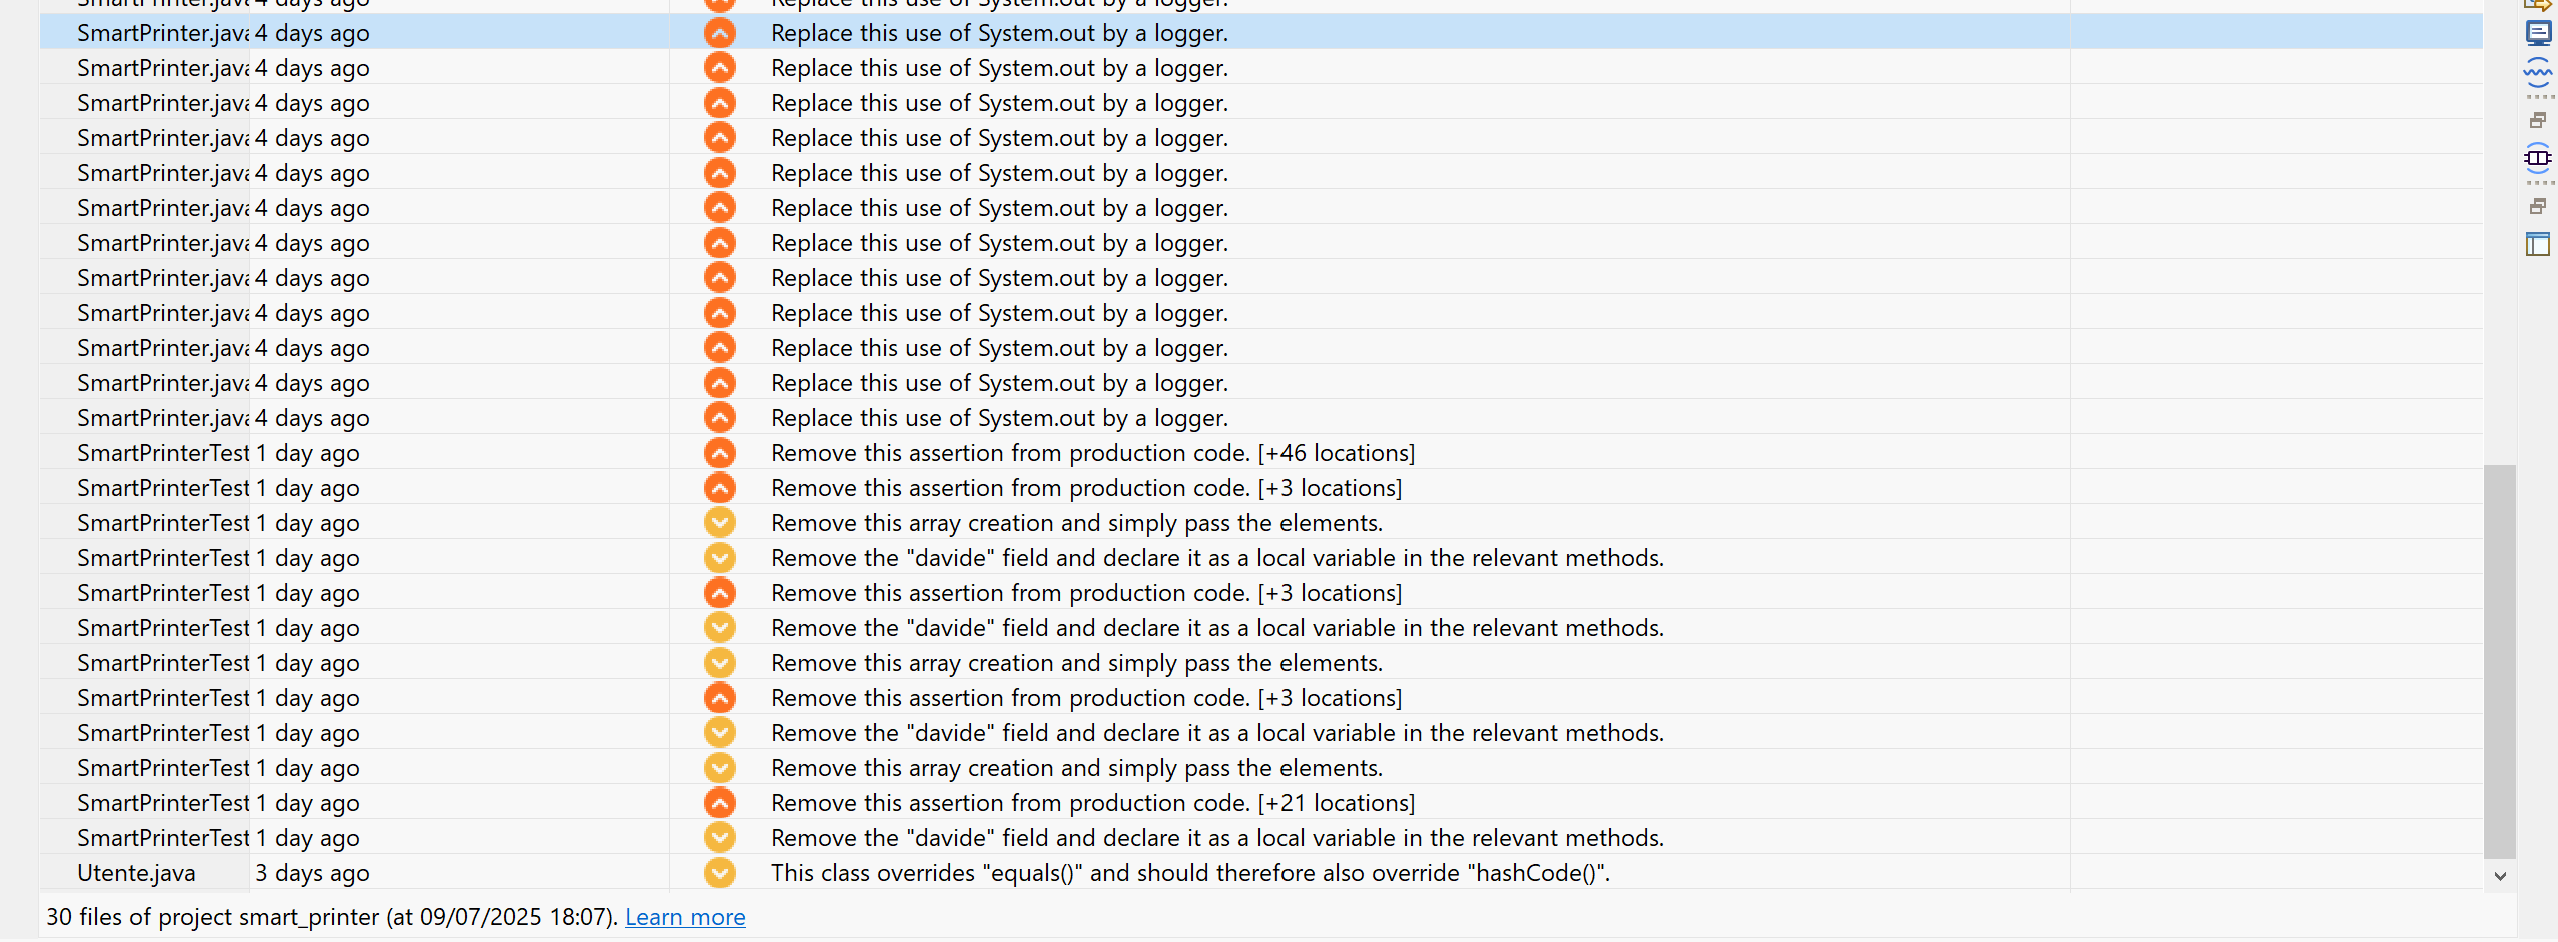 SmartPrinter.java 4 days ago Replace this use of System.out by a logger.
SmartPrinter.java 4 days ago Replace this use of System.out by a logger.
SmartPrinter.java 4 days ago Replace this use of System.out by a logger.
SmartPrinter.java 4 days ago Replace this use of System.out by a logger.
SmartPrinter.java 4 days ago Replace this use of System.out by a logger.
SmartPrinter.java 4 days ago Replace this use of System.out by a logger.
SmartPrinter.java 4 days ago Replace this use of System.out by a logger.
SmartPrinter.java 4 days ago Replace this use of System.out by a logger.
SmartPrinter.java 4 days ago Replace this use of System.out by a logger.
SmartPrinter.java 4 days ago Replace this use of System.out by a logger.
SmartPrinter.java 4 days ago Replace this use of System.out by a logger.
SmartPrinter.java 4 days ago Replace this use of System.out by a logger.
SmartPrinter.java 4 days ago Replace this use of System.out by a logger.
SmartPrinterTest 1 day ago Remove this assertion from production code. [+46 locations]
SmartPrinterTest 1 day ago Remove this assertion from production code. [+3 locations]
SmartPrinterTest 1 day ago Remove this array creation and simply pass the elements.
SmartPrinterTest 1 day ago Remove the "davide" field and declare it as a local variable in the relevant methods.
SmartPrinterTest 1 day ago Remove this assertion from production code. [+3 locations]
SmartPrinterTest 1 day ago Remove the "davide" field and declare it as a local variable in the relevant methods.
SmartPrinterTest 1 day ago Remove this array creation and simply pass the elements.
SmartPrinterTest 1 day ago Remove this assertion from production code. [+3 locations]
SmartPrinterTest 1 day ago Remove the "davide" field and declare it as a local variable in the relevant methods.
SmartPrinterTest 1 day ago Remove this array creation and simply pass the elements.
SmartPrinterTest 1 day ago Remove this assertion from production code. [+21 locations]
SmartPrinterTest 1 day ago Remove the "davide" field and declare it as a local variable in the relevant methods.
Utente.java 3 days ago This class overrides "equals()" and should therefore also override "hashCode()".
30 files of project smart_printer (at 09/07/2025 18:07). Learn more